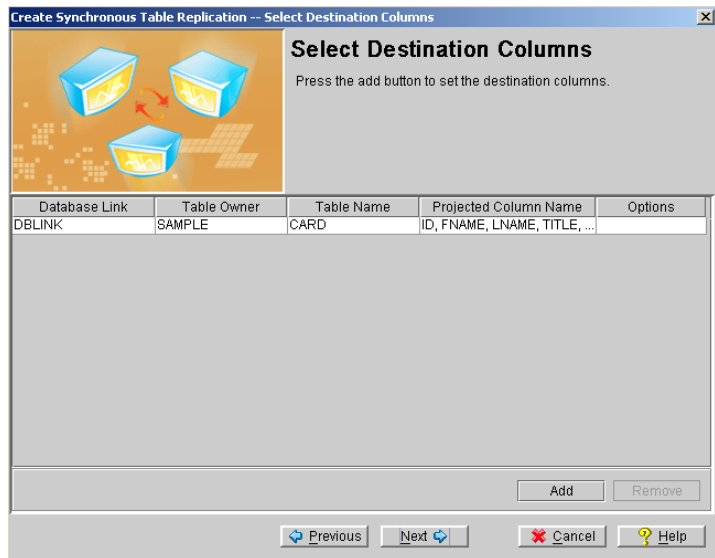 Create Synchronous Table Replication -- Select Destination Columns
Select Destination Columns
Press the add button to set the destination columns.
Database Link Table Owner Table Name Projected Column Name Options
DBLINK SAMPLE CARD ID, FNAME, LNAME, TITLE, ...
Add Remove
Previous Next Cancel Help